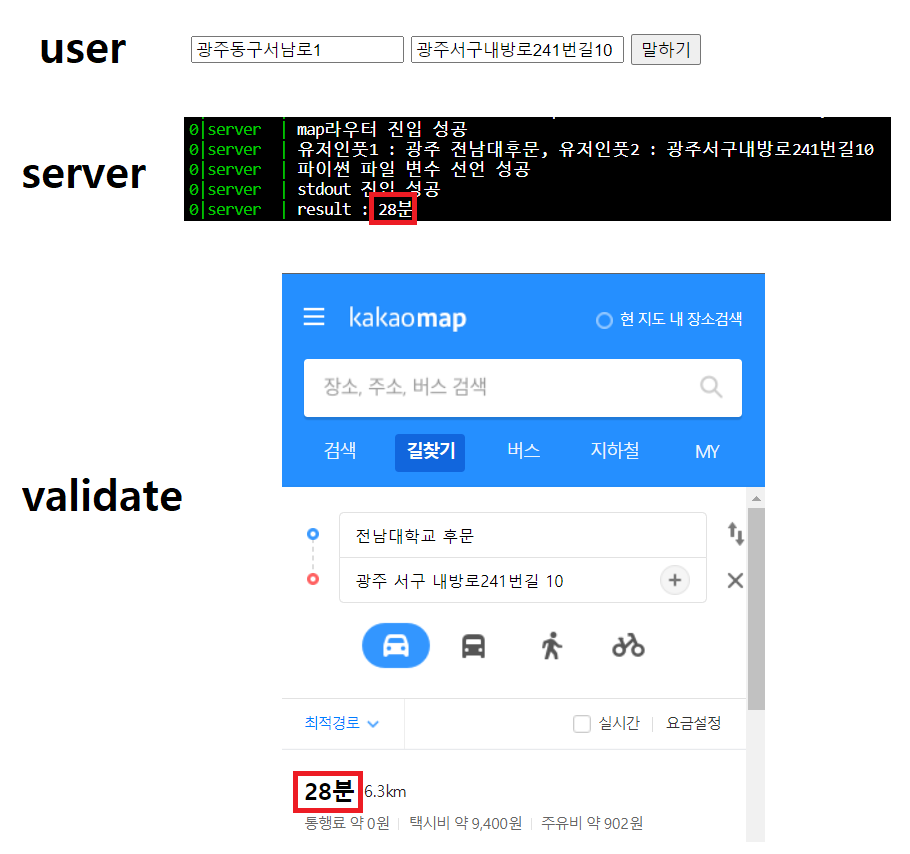 user 광주동구서남로1 광주서구내방로241번길10 말하기
server
0|server | map라우터 진입 성공
0|server | 유저인풋1 : 광주 전남대후문, 유저인풋2 : 광주서구내방로241번길10
0|server | 파이썬 파일 변수 선언 성공
0|server | stdout 진입 성공
0|server | result : 28분
validate
kakaomap 현 지도 내 장소검색
장소, 주소, 버스 검색
검색 길찾기 버스 지하철 MY
전남대학교 후문
광주 서구 내방로241번길 10
최적경로 실시간 요금설정
28분 6.3km
통행료 약 0원 택시비 약 9,400원 주유비 약 902원